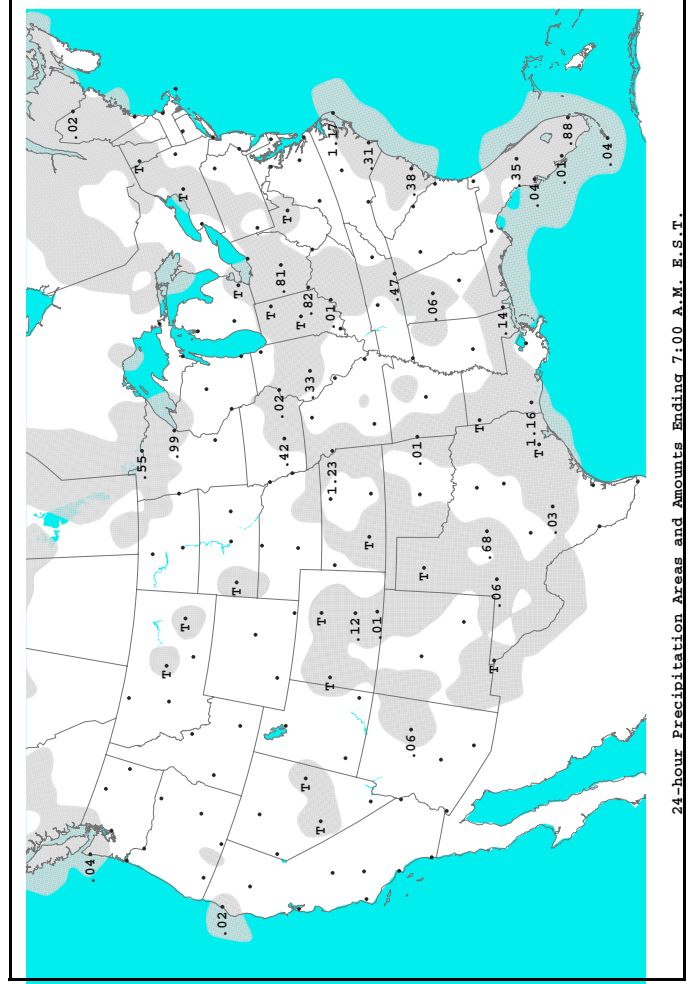 .02
.04
T
.55
T
.99
T
T
.02
T
T
T
.02
.81
.42
T
T
T
.82
.33
T
T
T
.01
1.23
1.17
.12
.31
T
.01
.47
.06
.38
.01
T
.06
T
.68
T
.06
.14
.35
1.16
.04
T
.03
.01
.88
.04
24-hour Precipitation Areas and Amounts Ending 7:00 A.M. E.S.T.